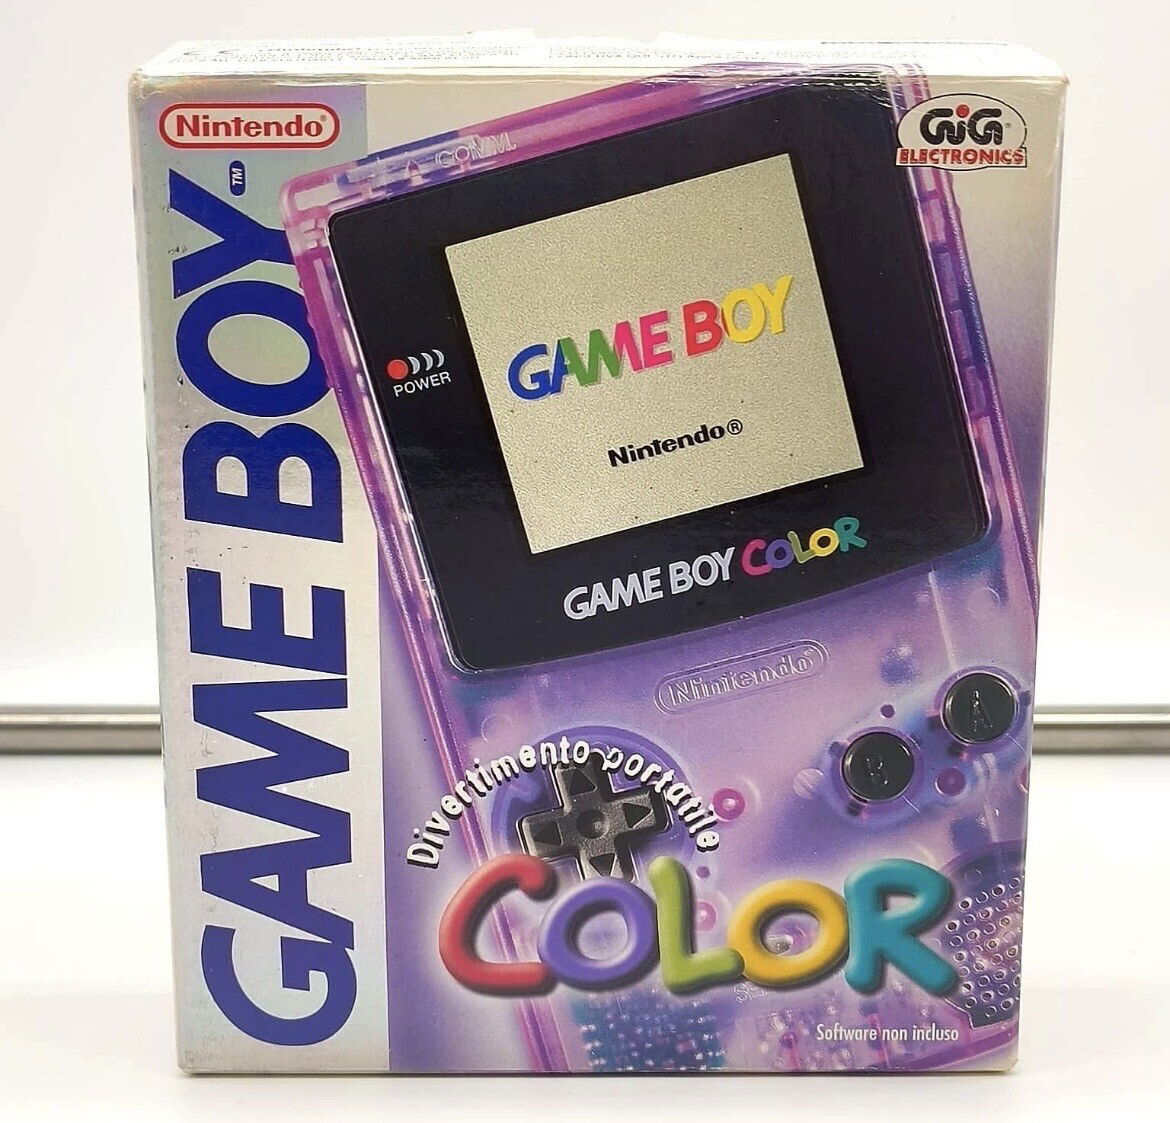 Nintendo®
GiG®
ELECTRONICS
GAME BOY™
COMM.
POWER
GAME BOY
Nintendo®
GAME BOY COLOR
Nintendo®
A
B
Divertimento portatile
COLOR
Software non incluso